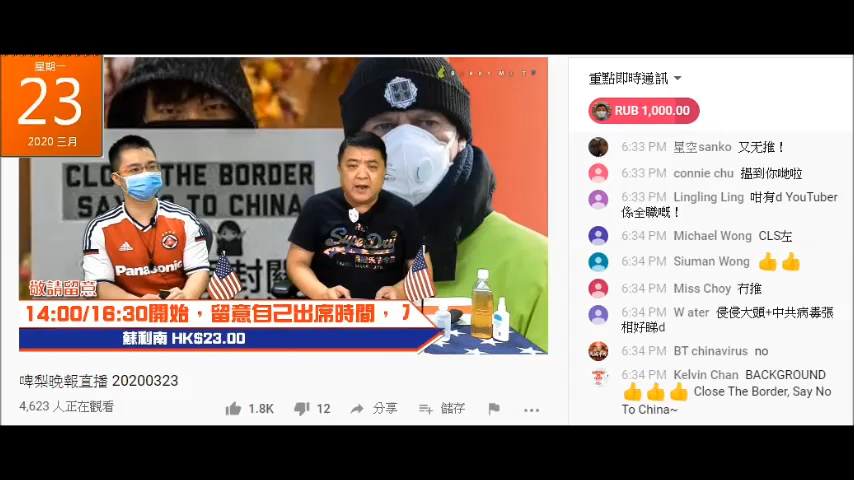 星期一
23
2020 三月
CLOSE THE BORDER
SAY NO TO CHINA
封關
adidas
Panasonic
Super Dry
敬請留意
14:00/16:30開始，留意自己出席時間，
蘇利南 HK$23.00
啤梨晚報直播 20200323
4,623 人正在觀看
1.8K
12
分享
儲存
重點即時通訊
RUB 1,000.00
6:33 PM 星空sanko 又无推！
6:33 PM connie chu 搵到你哋啦
6:33 PM Lingling Ling 咁有d YouTuber
係全職嘅！
6:34 PM Michael Wong CLS左
6:34 PM Siuman Wong 👍👍
6:34 PM Miss Choy 冇推
6:34 PM W ater 侵侵大頭+中共病毒張
相好睇d
6:34 PM BT chinavirus no
6:34 PM Kelvin Chan BACKGROUND
👍👍👍 Close The Border, Say No
To China~